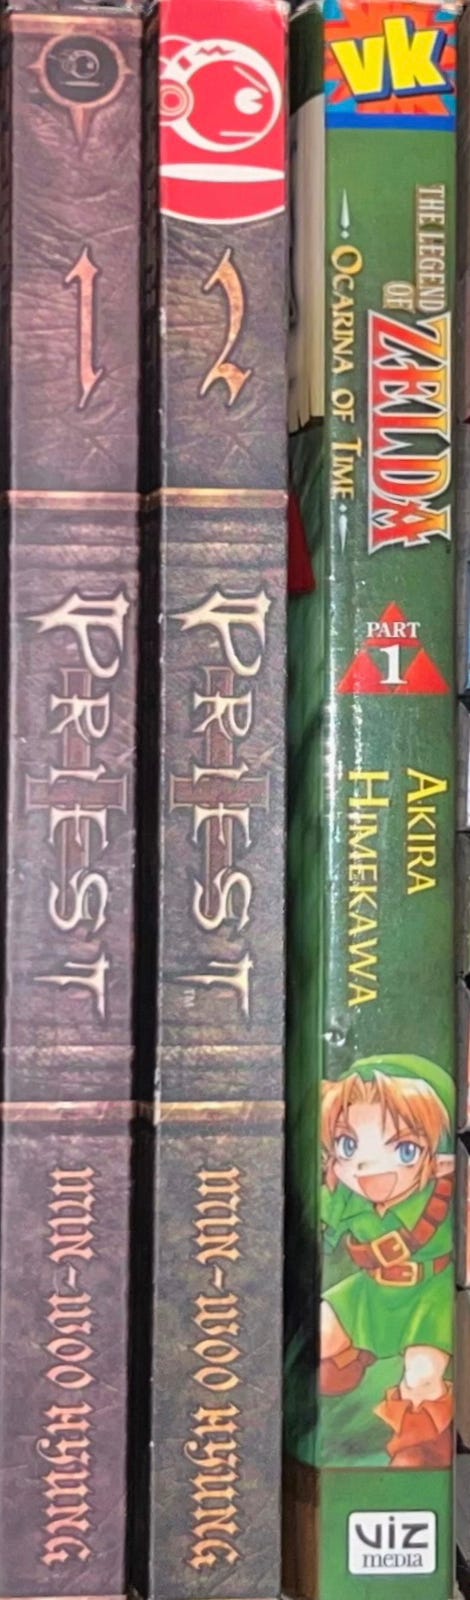 1
PRIEST
MIN-WOO HYUNG
2
PRIEST™
MIN-WOO HYUNG
vk
THE LEGEND
OF
ZELDA
OCARINA OF TIME
PART
1
AKIRA
HIMEKAWA
VIZ
media